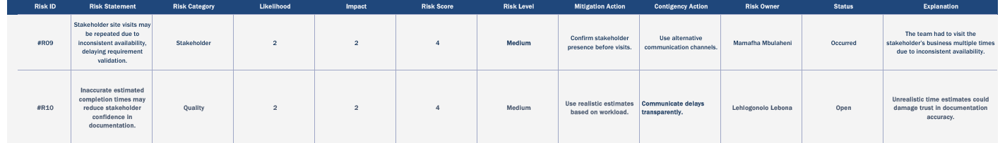 Risk ID Risk Statement Risk Category Likelihood Impact Risk Score Risk Level Mitigation Action Contigency Action Risk Owner Status Explanation
#R09
Stakeholder site visits may
be repeated due to
inconsistent availability,
delaying requirement
validation.
Stakeholder
2
2
4
Medium
Confirm stakeholder
presence before visits.
Use alternative
communication channels.
Mamafha Mbulaheni
Occurred
The team had to visit the
stakeholder's business multiple times
due to inconsistent availability.
#R10
Inaccurate estimated
completion times may
reduce stakeholder
confidence in
documentation.
Quality
2
2
4
Medium
Use realistic estimates
based on workload.
Communicate delays
transparently.
Lehlogonolo Lebona
Open
Unrealistic time estimates could
damage trust in documentation
accuracy.